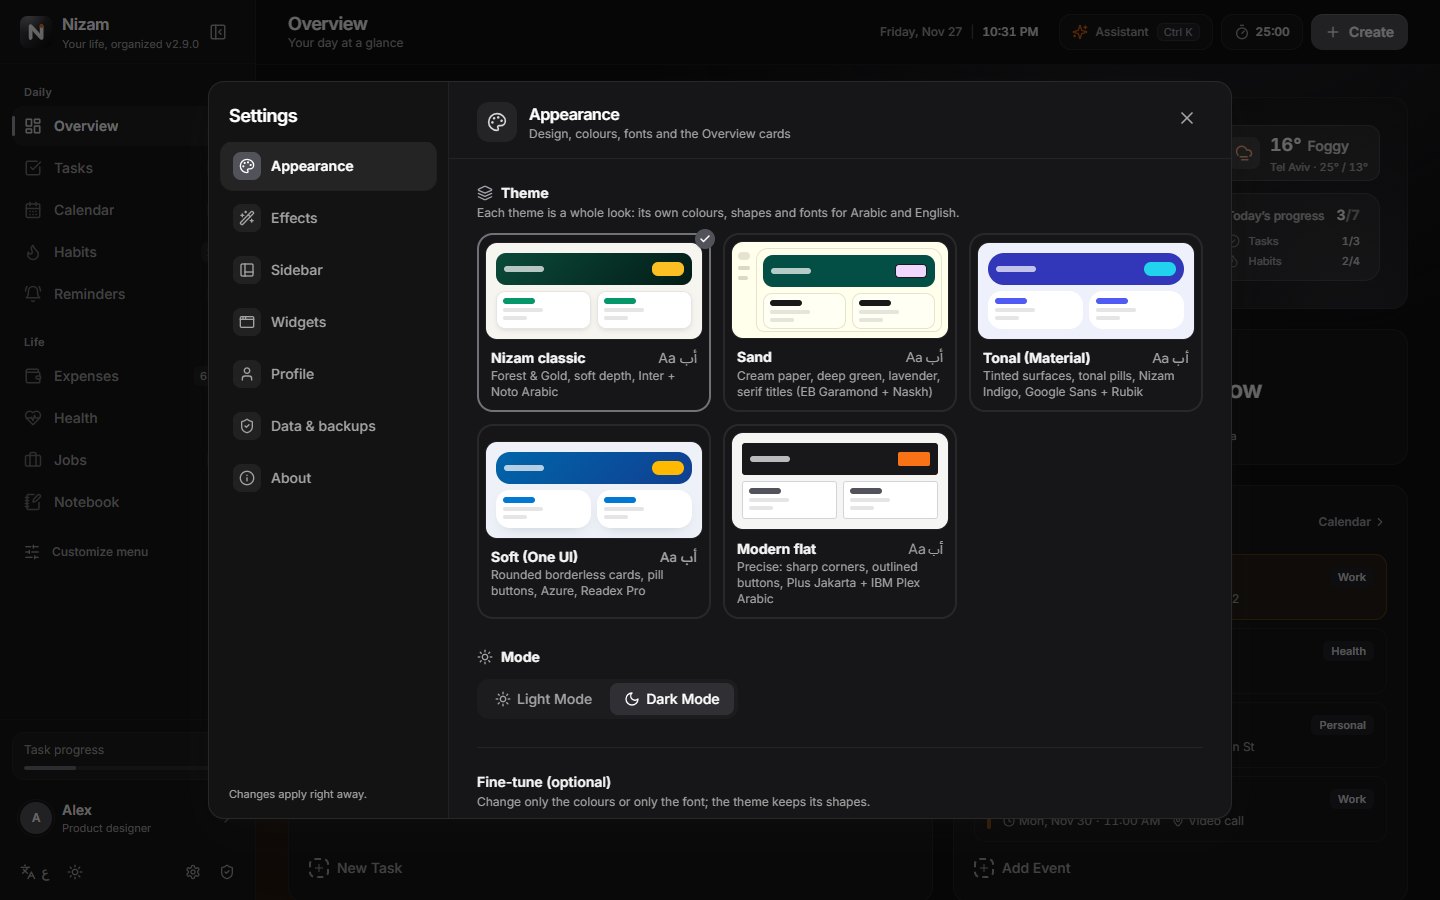 Nizam
Your life, organized v2.9.0
Overview
Your day at a glance
Friday, Nov 27
10:31 PM
Assistant
Ctrl K
25:00
Create
Daily
Overview
Tasks
Calendar
Habits
Reminders
Life
Expenses
6
Health
Jobs
Notebook
Customize menu
Task progress
A
Alex
Product designer
ع
Settings
Appearance
Effects
Sidebar
Widgets
Profile
Data & backups
About
Changes apply right away.
Appearance
Design, colours, fonts and the Overview cards
Theme
Each theme is a whole look: its own colours, shapes and fonts for Arabic and English.
Nizam classic
Aa أب
Forest & Gold, soft depth, Inter +
Noto Arabic
Sand
Aa أب
Cream paper, deep green, lavender,
serif titles (EB Garamond + Naskh)
Tonal (Material)
Aa أب
Tinted surfaces, tonal pills, Nizam
Indigo, Google Sans + Rubik
Soft (One UI)
Aa أب
Rounded borderless cards, pill
buttons, Azure, Readex Pro
Modern flat
Aa أب
Precise: sharp corners, outlined
buttons, Plus Jakarta + IBM Plex
Arabic
Mode
Light Mode
Dark Mode
Fine-tune (optional)
Change only the colours or only the font; the theme keeps its shapes.
16° Foggy
Tel Aviv · 25° / 13°
Today's progress
3/7
Tasks
1/3
Habits
2/4
ow
a
Calendar
Work
2
Health
Personal
n St
Work
Mon, Nov 30 · 11:00 AM
Video call
New Task
Add Event